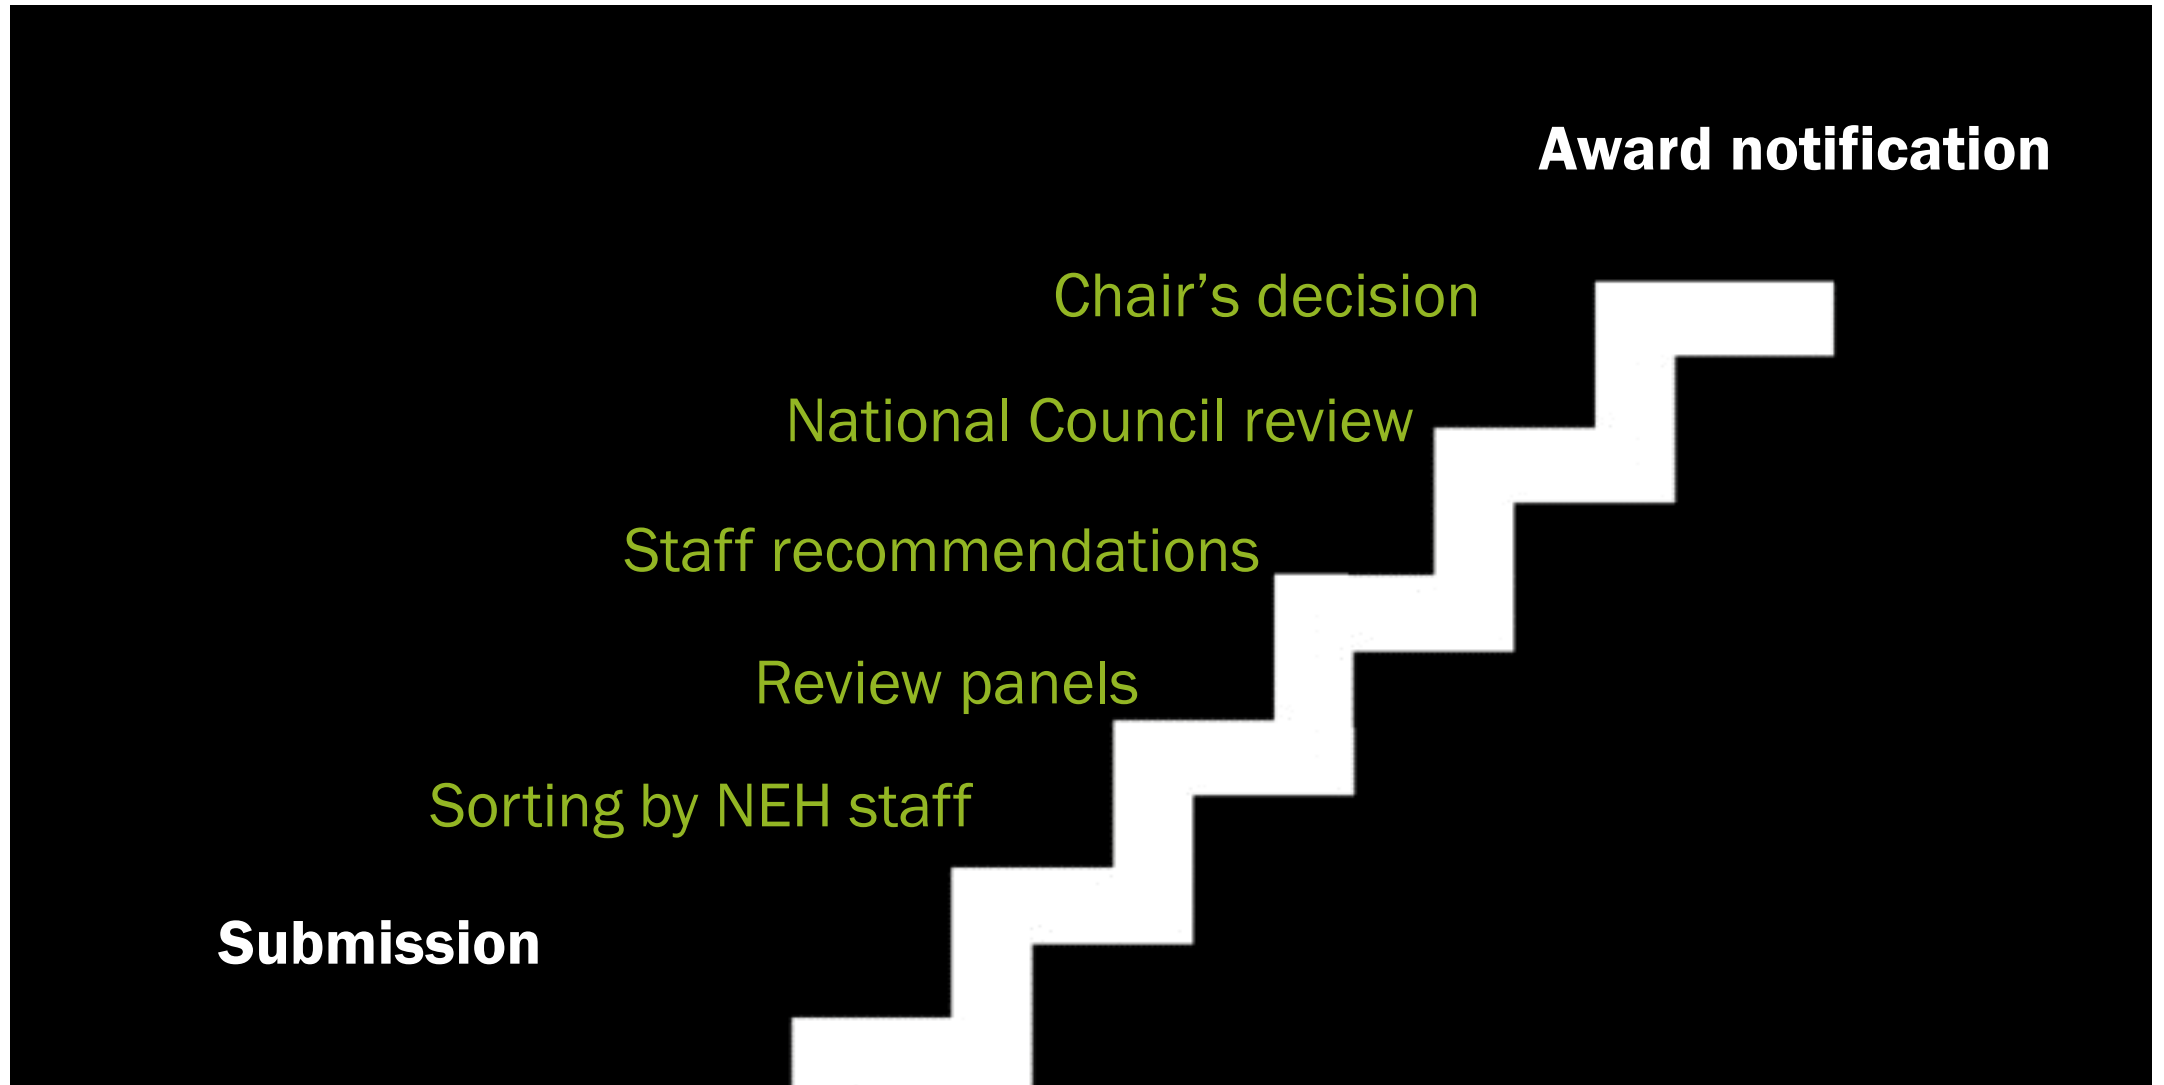 Award notification
Chair’s decision
National Council review
Staff recommendations
Review panels
Sorting by NEH staff
Submission